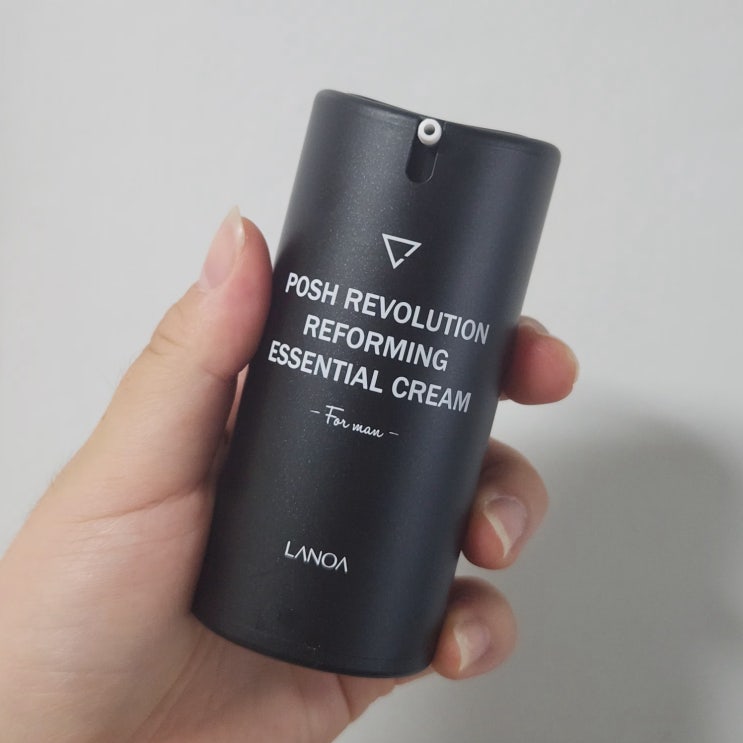 POSH REVOLUTION
REFORMING
ESSENTIAL CREAM
- For man -
LANOA